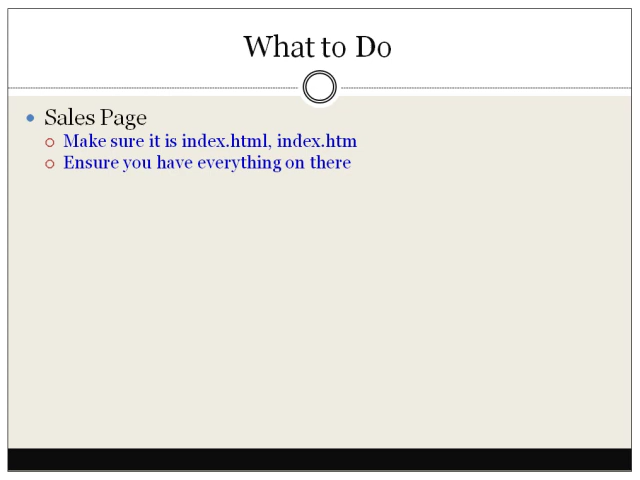 What to Do
Sales Page
Make sure it is index.html, index.htm
Ensure you have everything on there